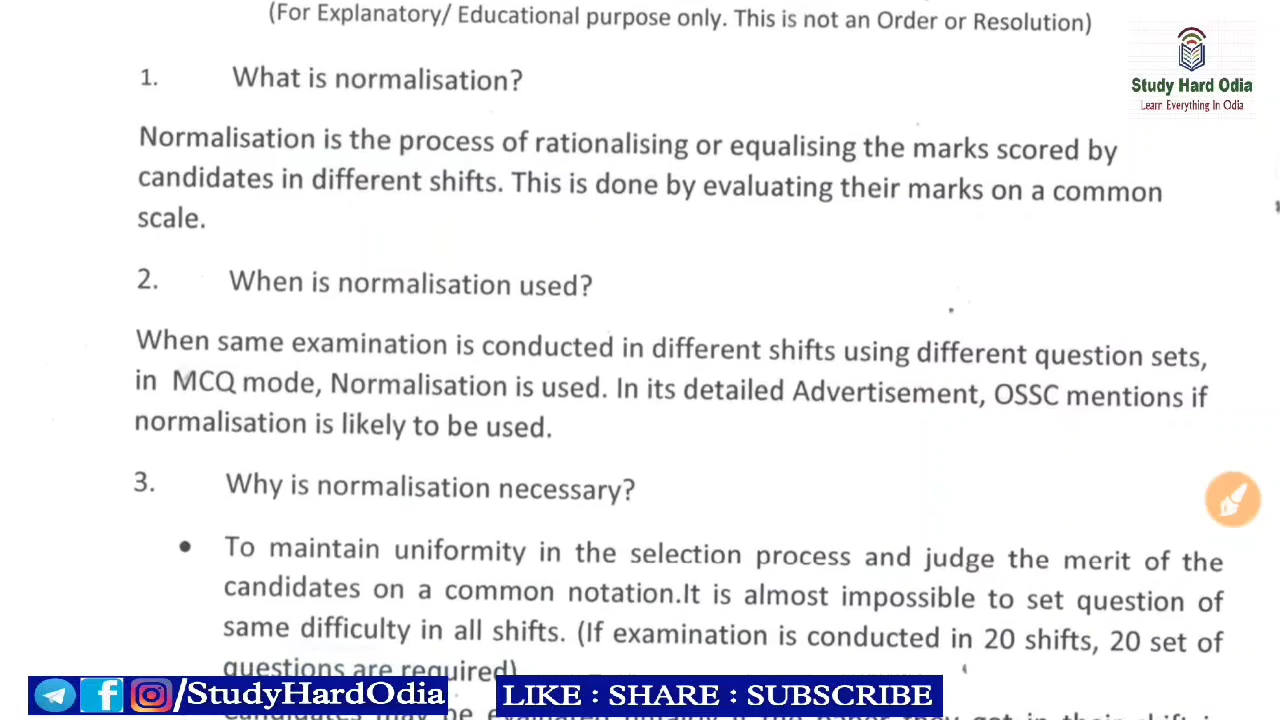 (For Explanatory/ Educational purpose only. This is not an Order or Resolution)
Study Hard Odia
Learn Everything In Odia
1. What is normalisation?
Normalisation is the process of rationalising or equalising the marks scored by
candidates in different shifts. This is done by evaluating their marks on a common
scale.
2. When is normalisation used?
When same examination is conducted in different shifts using different question sets,
in MCQ mode, Normalisation is used. In its detailed Advertisement, OSSC mentions if
normalisation is likely to be used.
3. Why is normalisation necessary?
• To maintain uniformity in the selection process and judge the merit of the
candidates on a common notation.It is almost impossible to set question of
same difficulty in all shifts. (If examination is conducted in 20 shifts, 20 set of
questions are required)
/StudyHardOdia
LIKE : SHARE : SUBSCRIBE